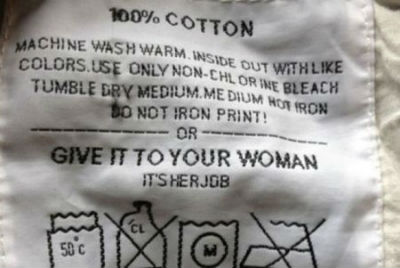 100% COTTON
MACHINE WASH WARM. INSIDE OUT WITH LIKE
COLORS.USE ONLY NON-CHLORINE BLEACH
TUMBLE DRY MEDIUM.MEDIUM HOT IRON
DO NOT IRON PRINT!
OR
GIVE IT TO YOUR WOMAN
IT'S HER JOB
50°C
CL
M